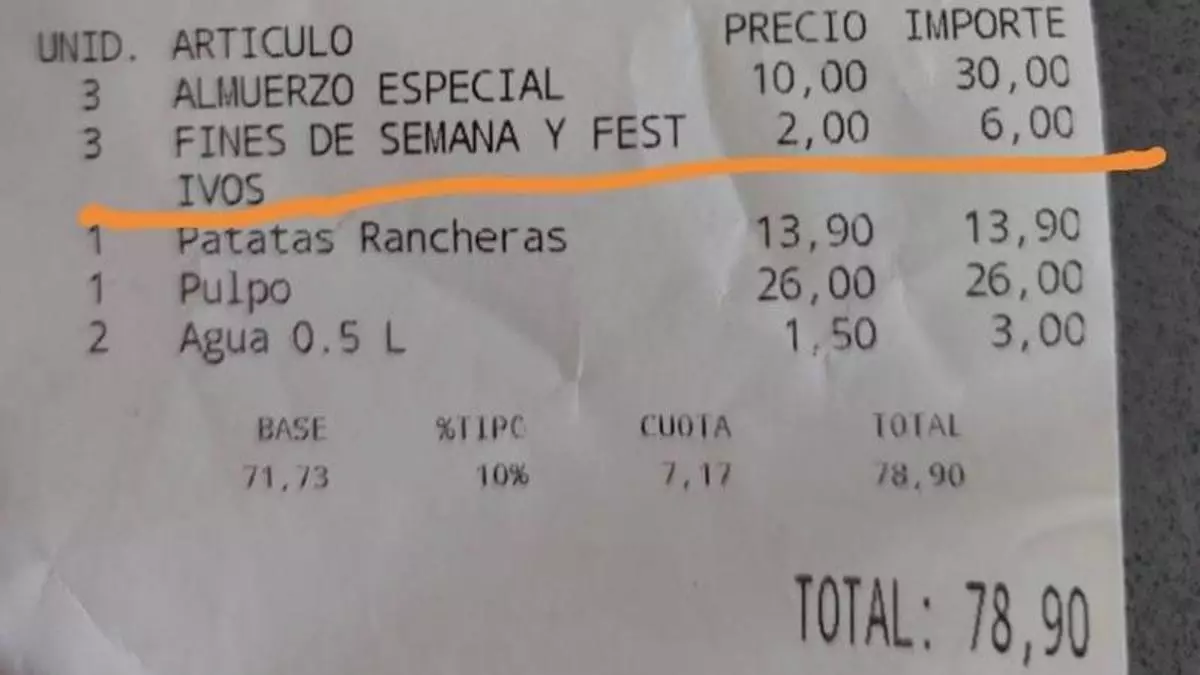 UNID. ARTICULO PRECIO IMPORTE
3 ALMUERZO ESPECIAL 10,00 30,00
3 FINES DE SEMANA Y FEST 2,00 6,00
IVOS
1 Patatas Rancheras 13,90 13,90
1 Pulpo 26,00 26,00
2 Agua 0.5 L 1,50 3,00
BASE %TIPO CUOTA TOTAL
71,73 10% 7,17 78,90
TOTAL: 78,90